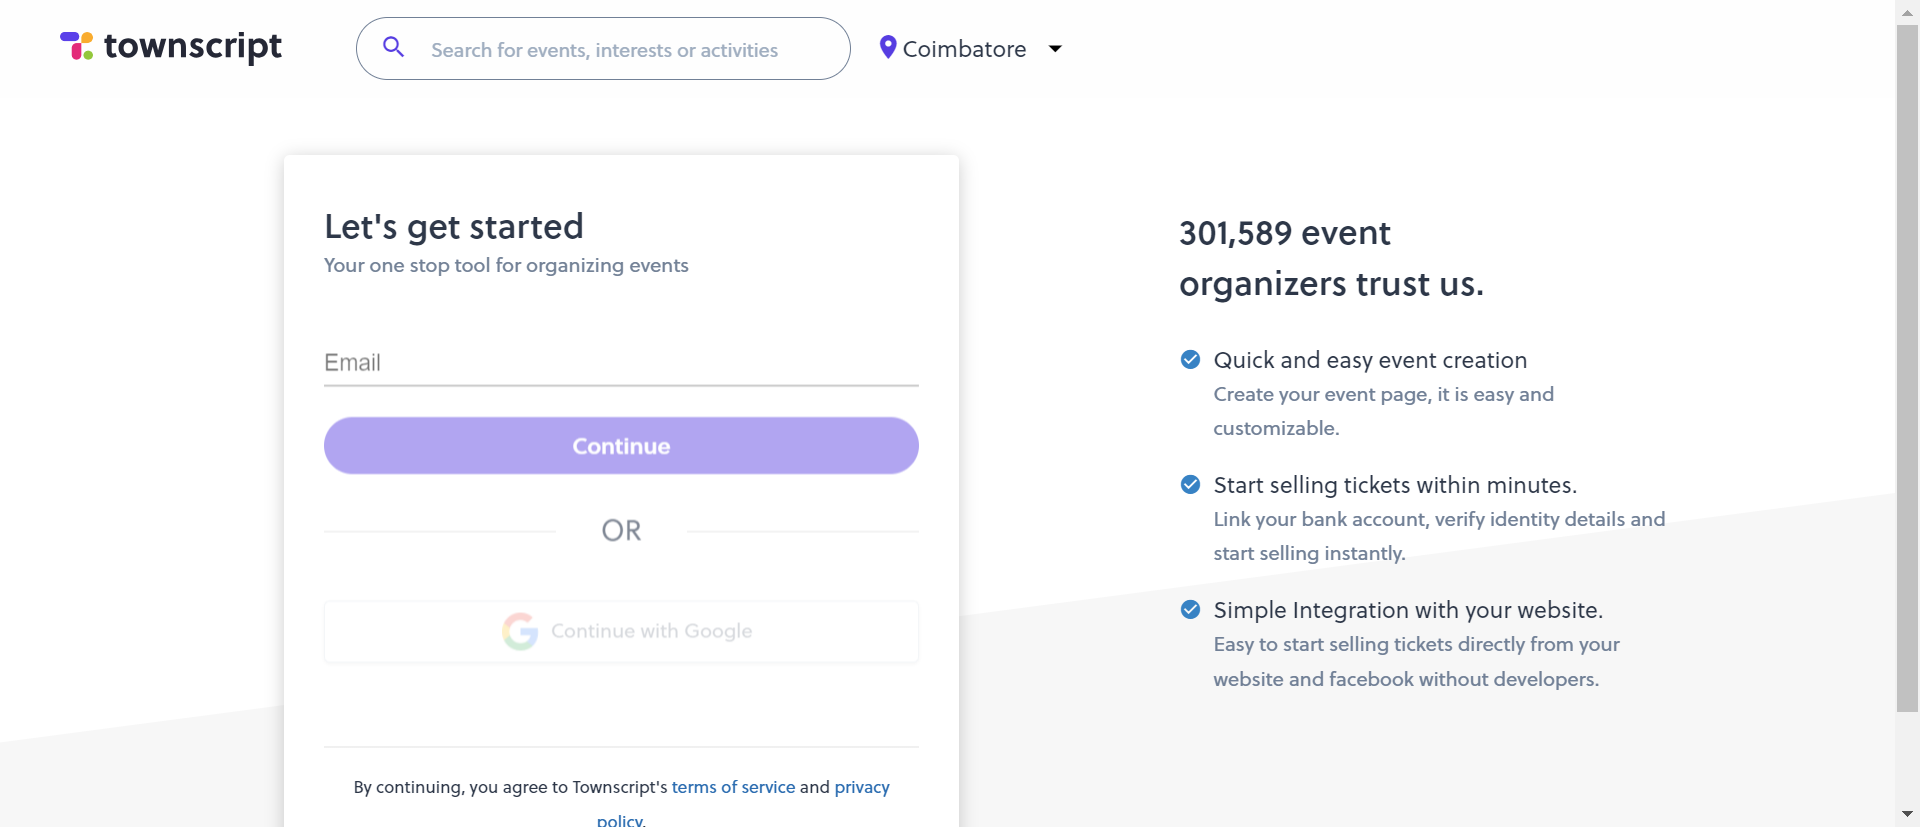 townscript
Search for events, interests or activities
Coimbatore
Let's get started
Your one stop tool for organizing events
Email
Continue
OR
Continue with Google
By continuing, you agree to Townscript's terms of service and privacy
policy.
301,589 event
organizers trust us.
Quick and easy event creation
Create your event page, it is easy and
customizable.
Start selling tickets within minutes.
Link your bank account, verify identity details and
start selling instantly.
Simple Integration with your website.
Easy to start selling tickets directly from your
website and facebook without developers.